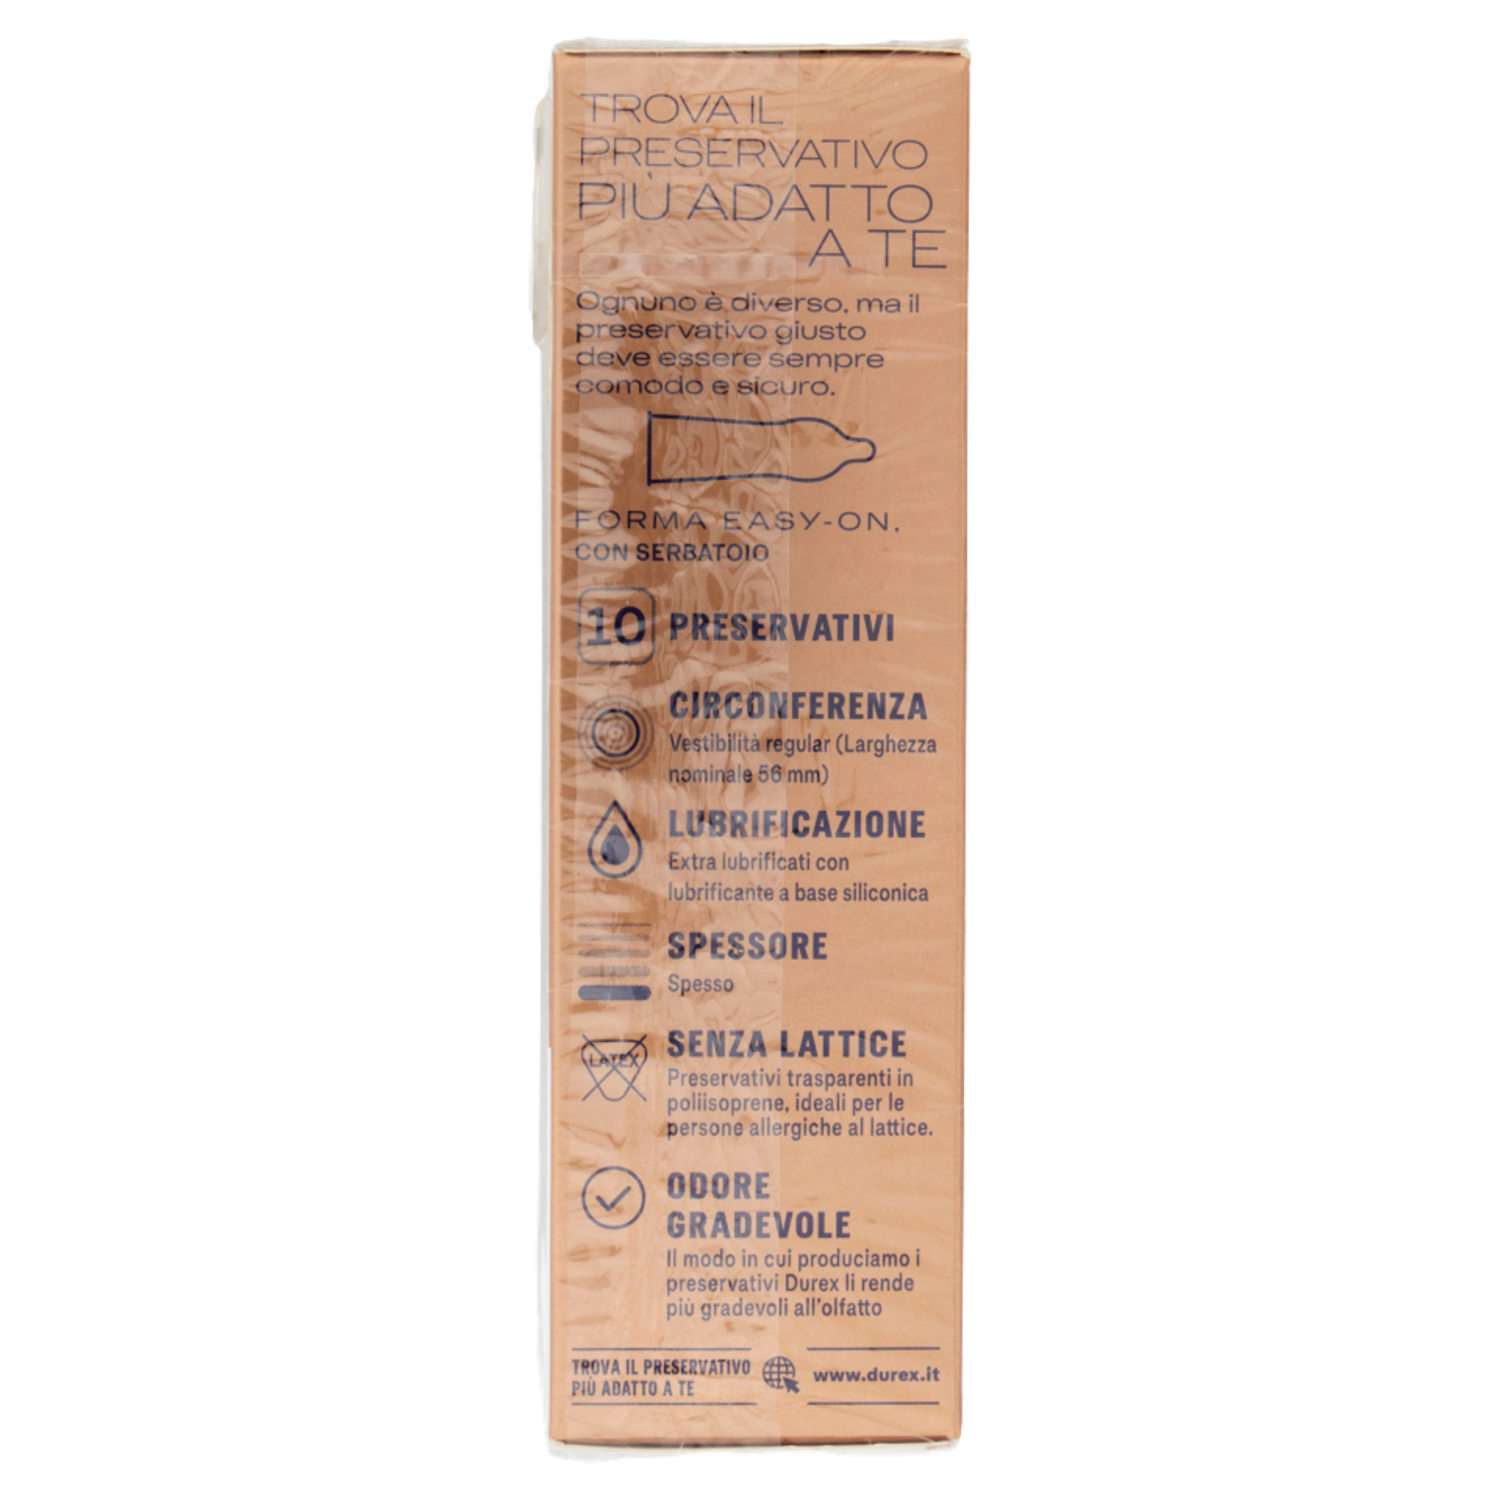 TROVA IL
PRESERVATIVO
PIÙ ADATTO
A TE
Ognuno è diverso, ma il
preservativo giusto
deve essere sempre
comodo e sicuro.
FORMA EASY-ON,
CON SERBATOIO
10 PRESERVATIVI
CIRCONFERENZA
Vestibilità regular (Larghezza
nominale 56 mm)
LUBRIFICAZIONE
Extra lubrificati con
lubrificante a base siliconica
SPESSORE
Spesso
LATEX
SENZA LATTICE
Preservativi trasparenti in
poliisoprene, ideali per le
persone allergiche al lattice.
ODORE
GRADEVOLE
Il modo in cui produciamo i
preservativi Durex li rende
più gradevoli all'olfatto
TROVA IL PRESERVATIVO
PIÙ ADATTO A TE
www.durex.it